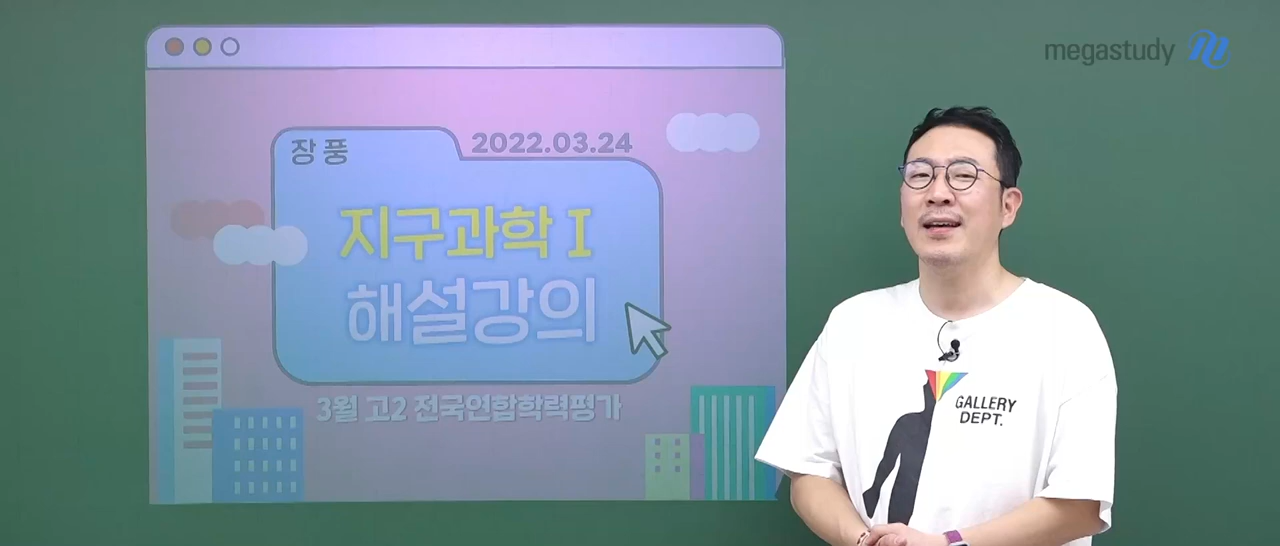 megastudy
장 풍
2022.03.24
지구과학 I
해설강의
3월 고2 전국연합학력평가
GALLERY
DEPT.